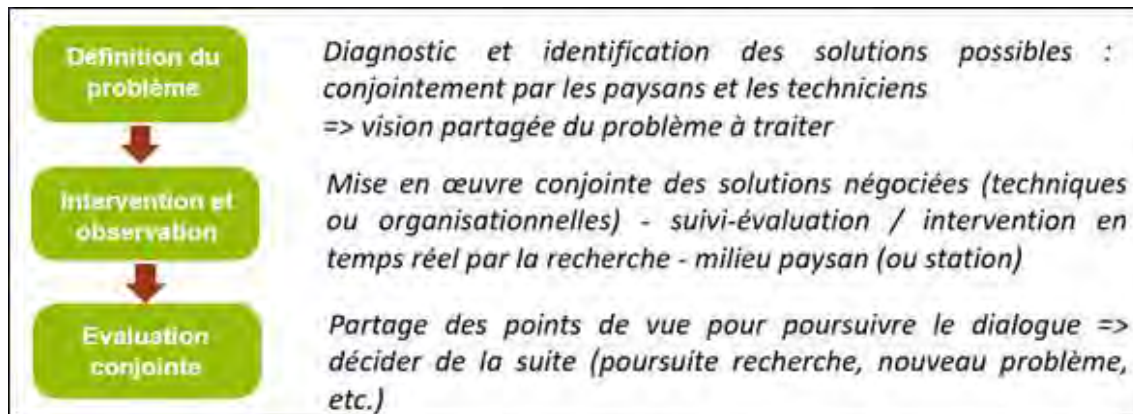 Définition du
problème
Diagnostic et identification des solutions possibles :
conjointement par les paysans et les techniciens
=> vision partagée du problème à traiter
Intervention et
observation
Mise en œuvre conjointe des solutions négociées (techniques
ou organisationnelles) - suivi-évaluation / intervention en
temps réel par la recherche - milieu paysan (ou station)
Evaluation
conjointe
Partage des points de vue pour poursuivre le dialogue =>
décider de la suite (poursuite recherche, nouveau problème,
etc.)